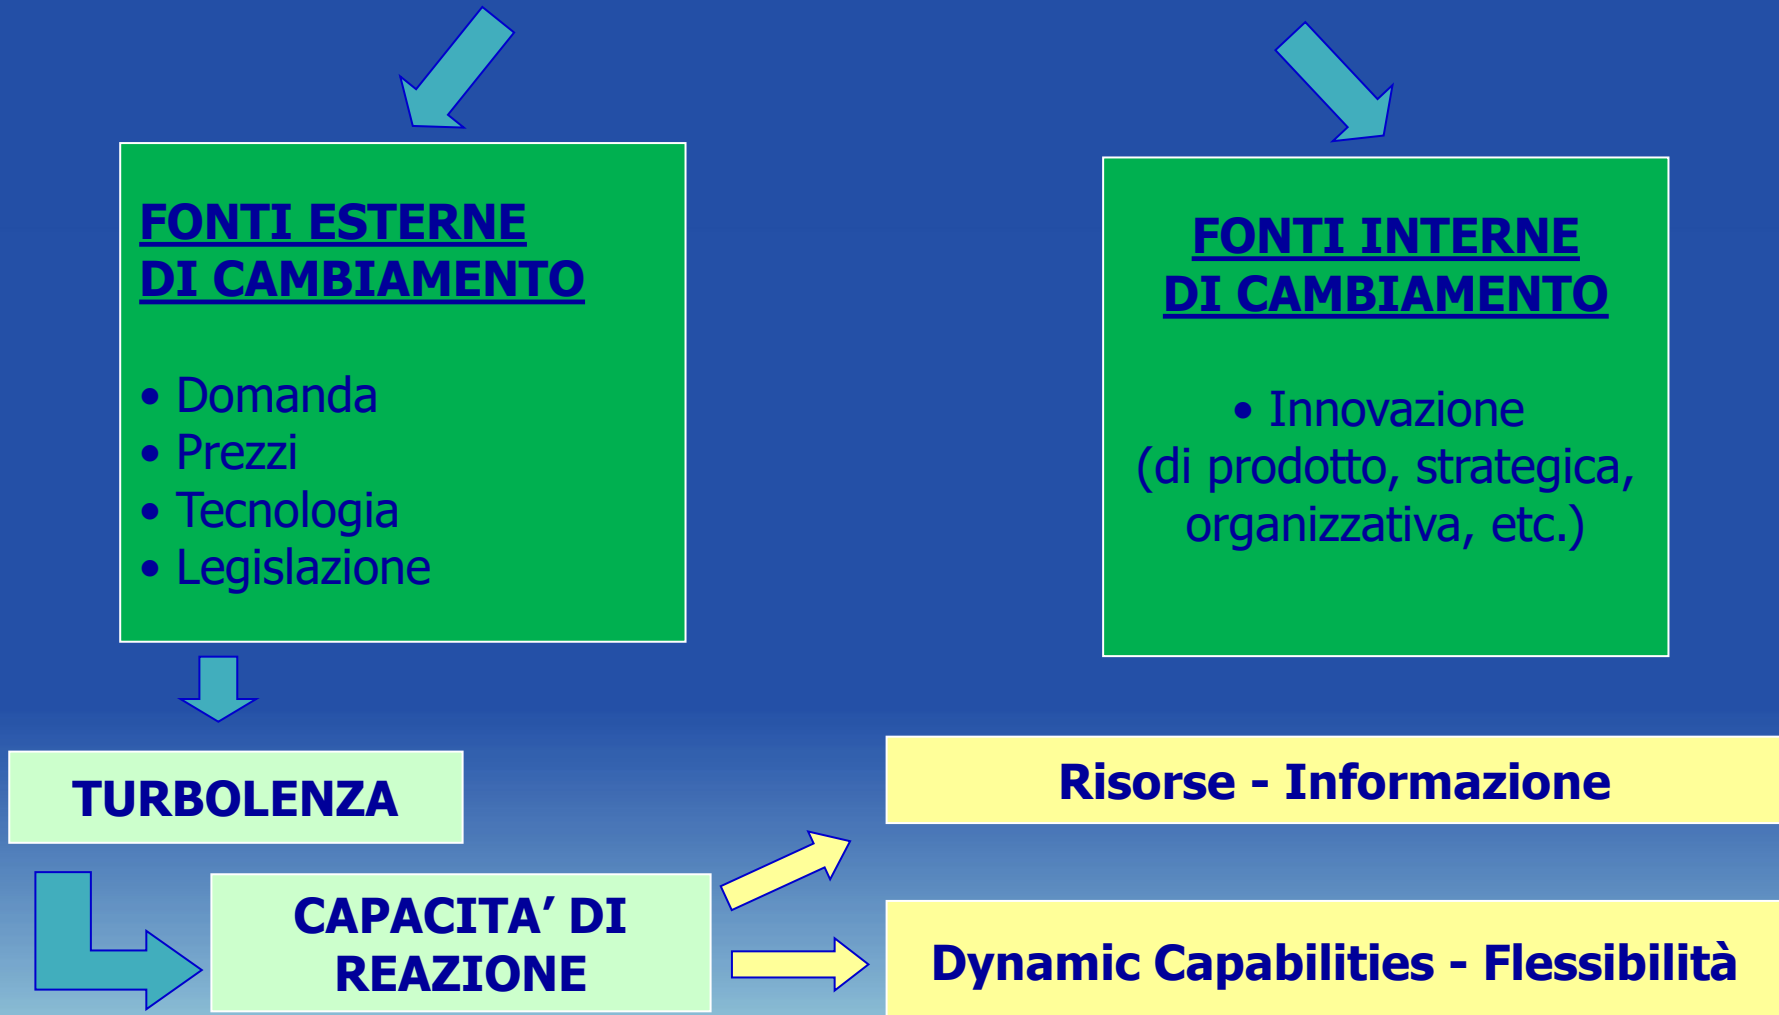 FONTI ESTERNE
DI CAMBIAMENTO
• Domanda
• Prezzi
• Tecnologia
• Legislazione
FONTI INTERNE
DI CAMBIAMENTO
• Innovazione
(di prodotto, strategica,
organizzativa, etc.)
TURBOLENZA
CAPACITA’ DI
REAZIONE
Risorse - Informazione
Dynamic Capabilities - Flessibilità